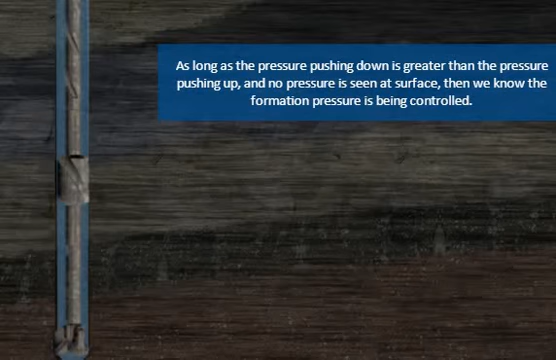 As long as the pressure pushing down is greater than the pressure
pushing up, and no pressure is seen at surface, then we know the
formation pressure is being controlled.